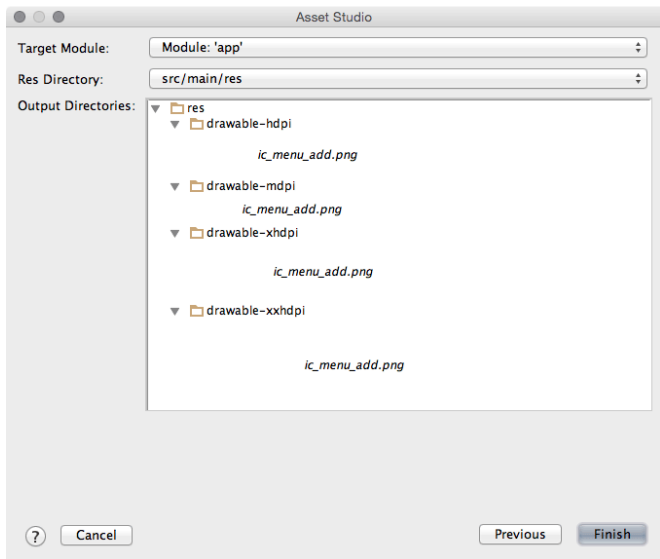 Asset Studio
Target Module: Module: 'app'
Res Directory: src/main/res
Output Directories: res
drawable-hdpi
ic_menu_add.png
drawable-mdpi
ic_menu_add.png
drawable-xhdpi
ic_menu_add.png
drawable-xxhdpi
ic_menu_add.png
? Cancel Previous Finish